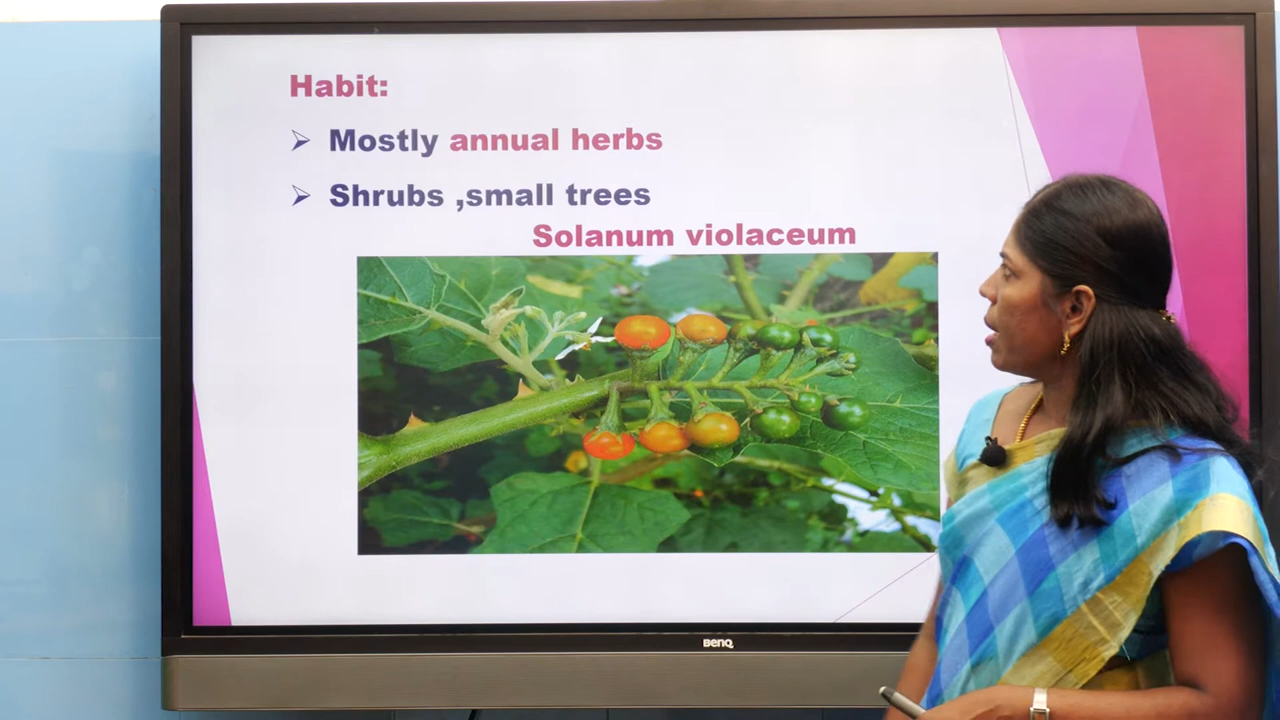 Habit:
Mostly annual herbs
Shrubs ,small trees
Solanum violaceum
BenQ